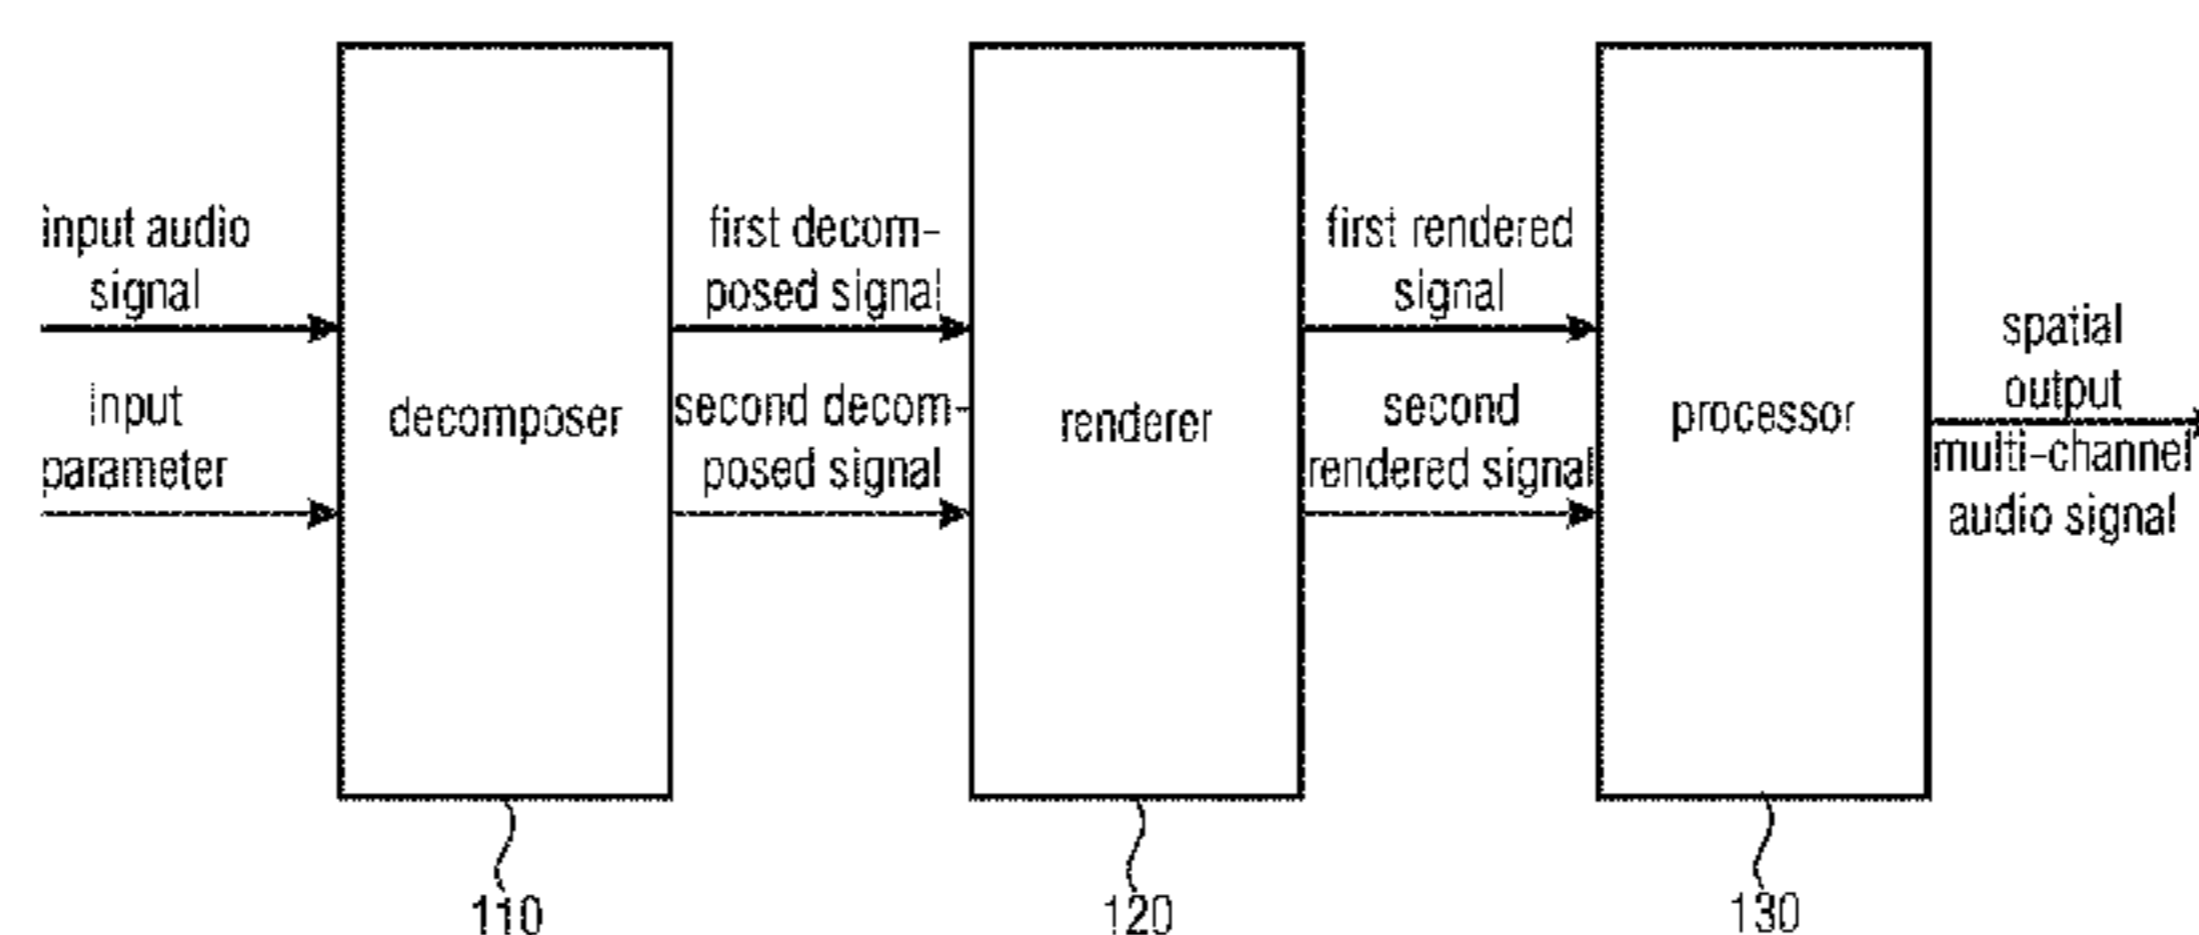 input audio
signal
input
parameter
decomposer
110
first decom-
posed signal
second decom-
posed signal
renderer
120
first rendered
signal
second
rendered signal
processor
130
spatial
output
multi-channel
audio signal